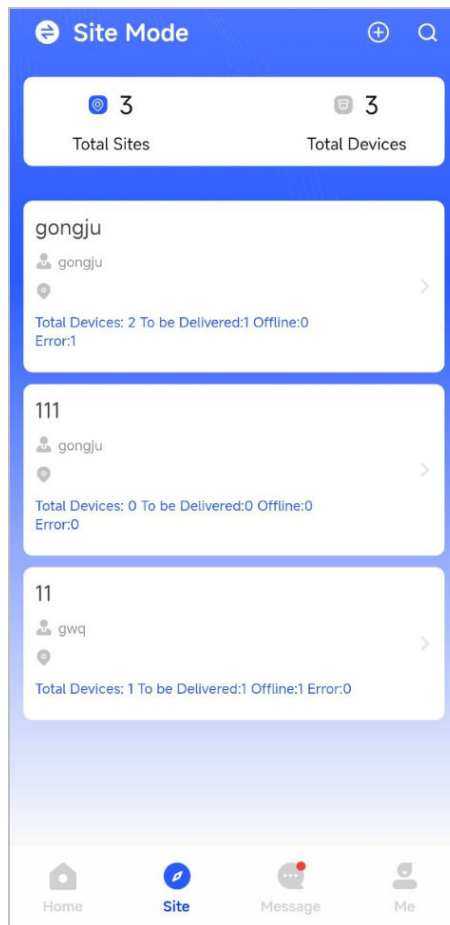 Site Mode
3 3
Total Sites Total Devices
gongju
gongju
Total Devices: 2 To be Delivered:1 Offline:0
Error:1
111
gongju
Total Devices: 0 To be Delivered:0 Offline:0
Error:0
11
gwq
Total Devices: 1 To be Delivered:1 Offline:1 Error:0
Home Site Message Me